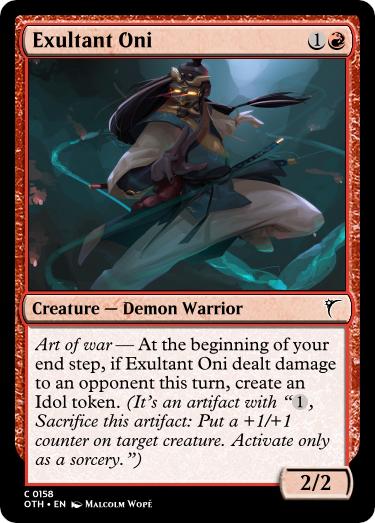 Exultant Oni 1
Creature — Demon Warrior
Art of war — At the beginning of your
end step, if Exultant Oni dealt damage
to an opponent this turn, create an
Idol token. (It's an artifact with “1,
Sacrifice this artifact: Put a +1/+1
counter on target creature. Activate only
as a sorcery.”)
2/2
C 0158
OTH • EN Malcolm Wopé